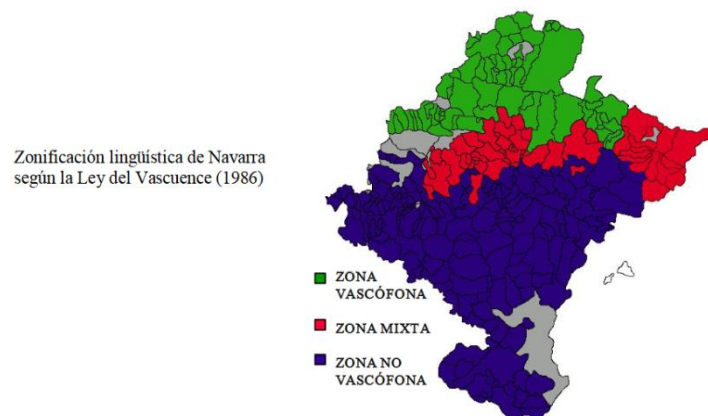 Zonificación lingüística de Navarra
según la Ley del Vascuence (1986)
ZONA
VASCÓFONA
ZONA MIXTA
ZONA NO
VASCÓFONA